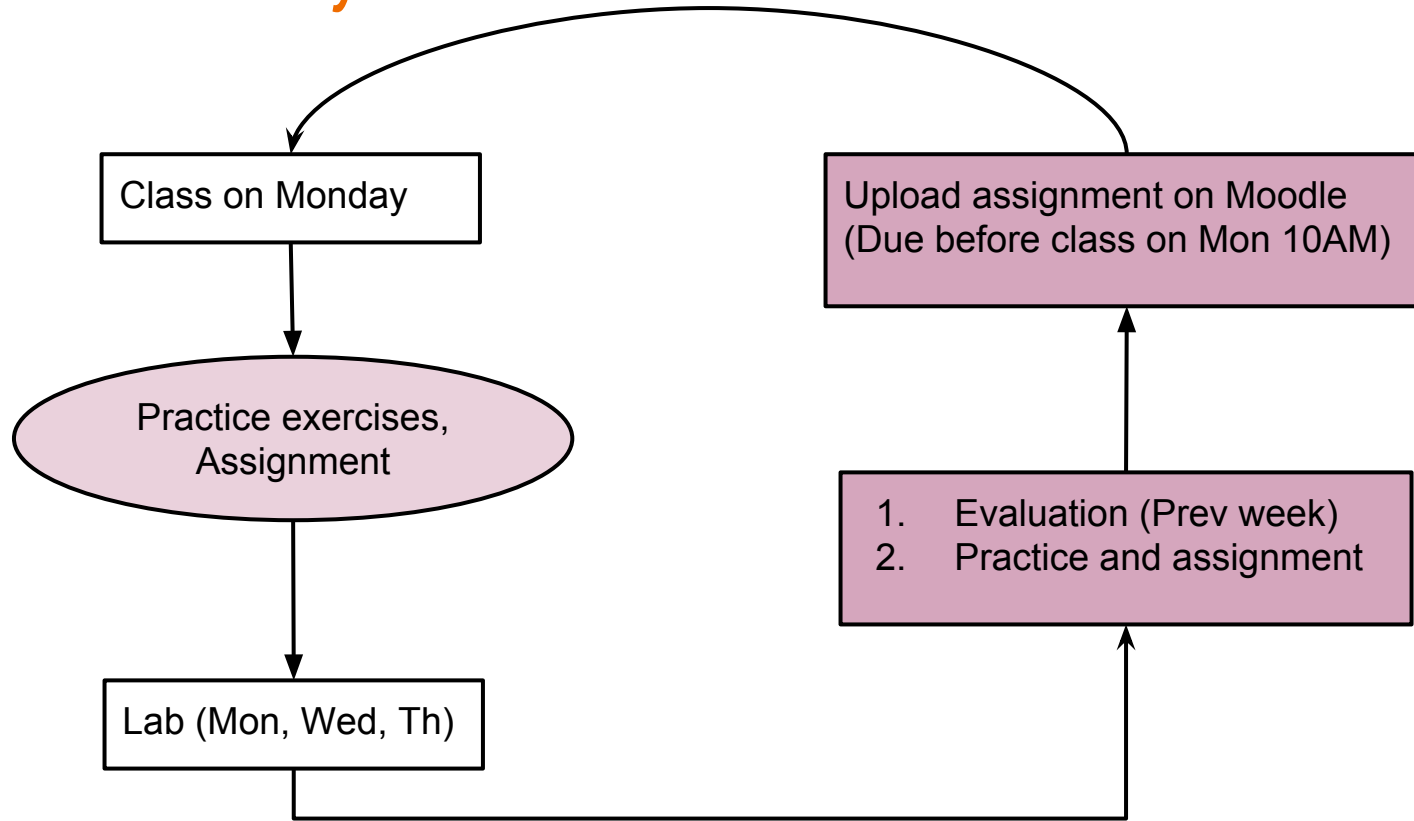 Class on Monday
Practice exercises,
Assignment
Lab (Mon, Wed, Th)
1. Evaluation (Prev week)
2. Practice and assignment
Upload assignment on Moodle
(Due before class on Mon 10AM)